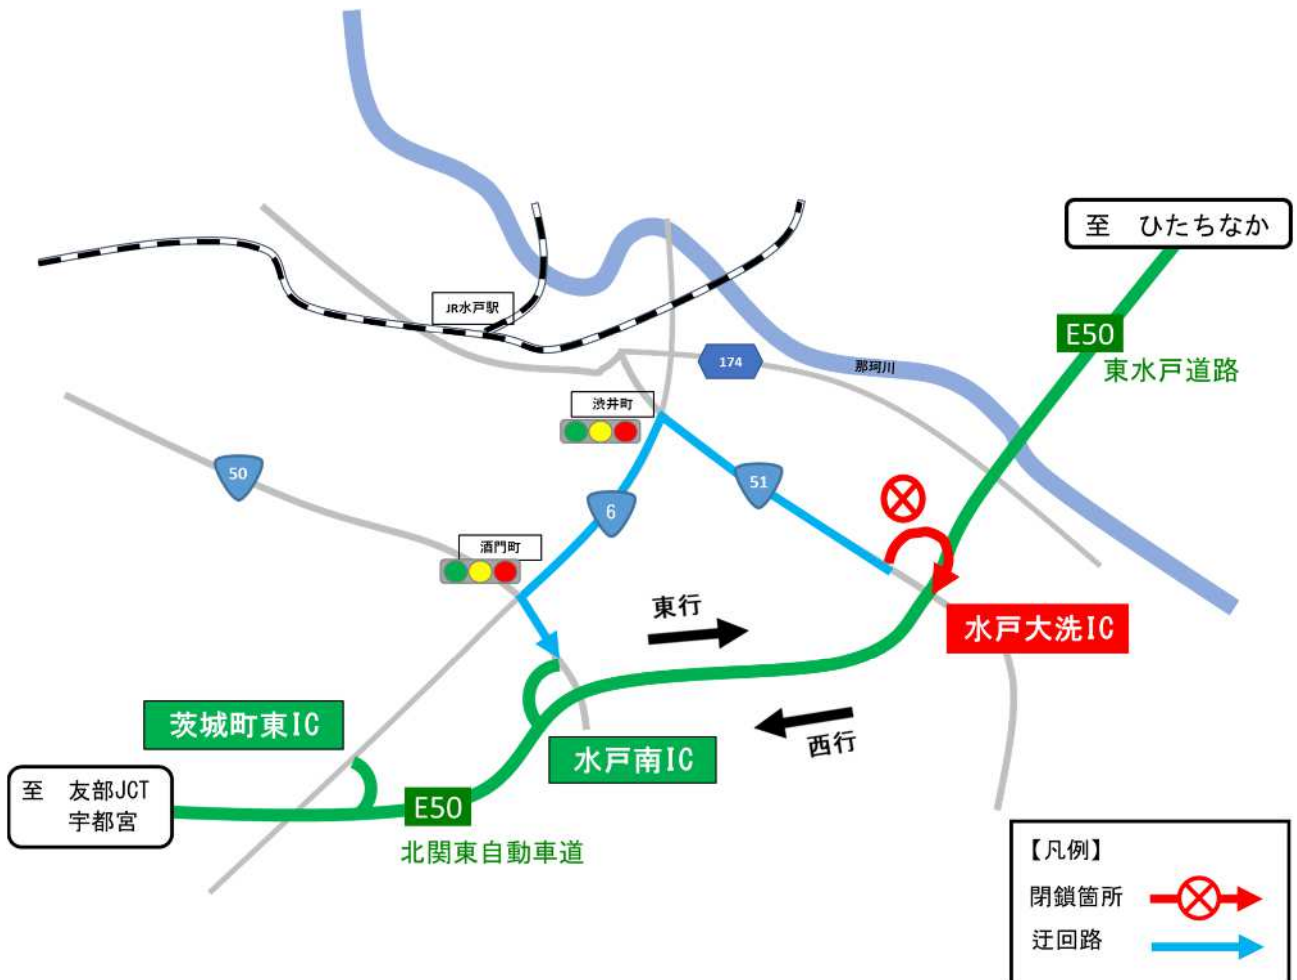 至　ひたちなか
E50
東水戸道路
JR水戸駅
174
那珂川
渋井町
50
51
6
酒門町
東行
水戸大洗IC
西行
茨城町東IC
水戸南IC
至　友部JCT
宇都宮
E50
北関東自動車道
【凡例】
閉鎖箇所
迂回路